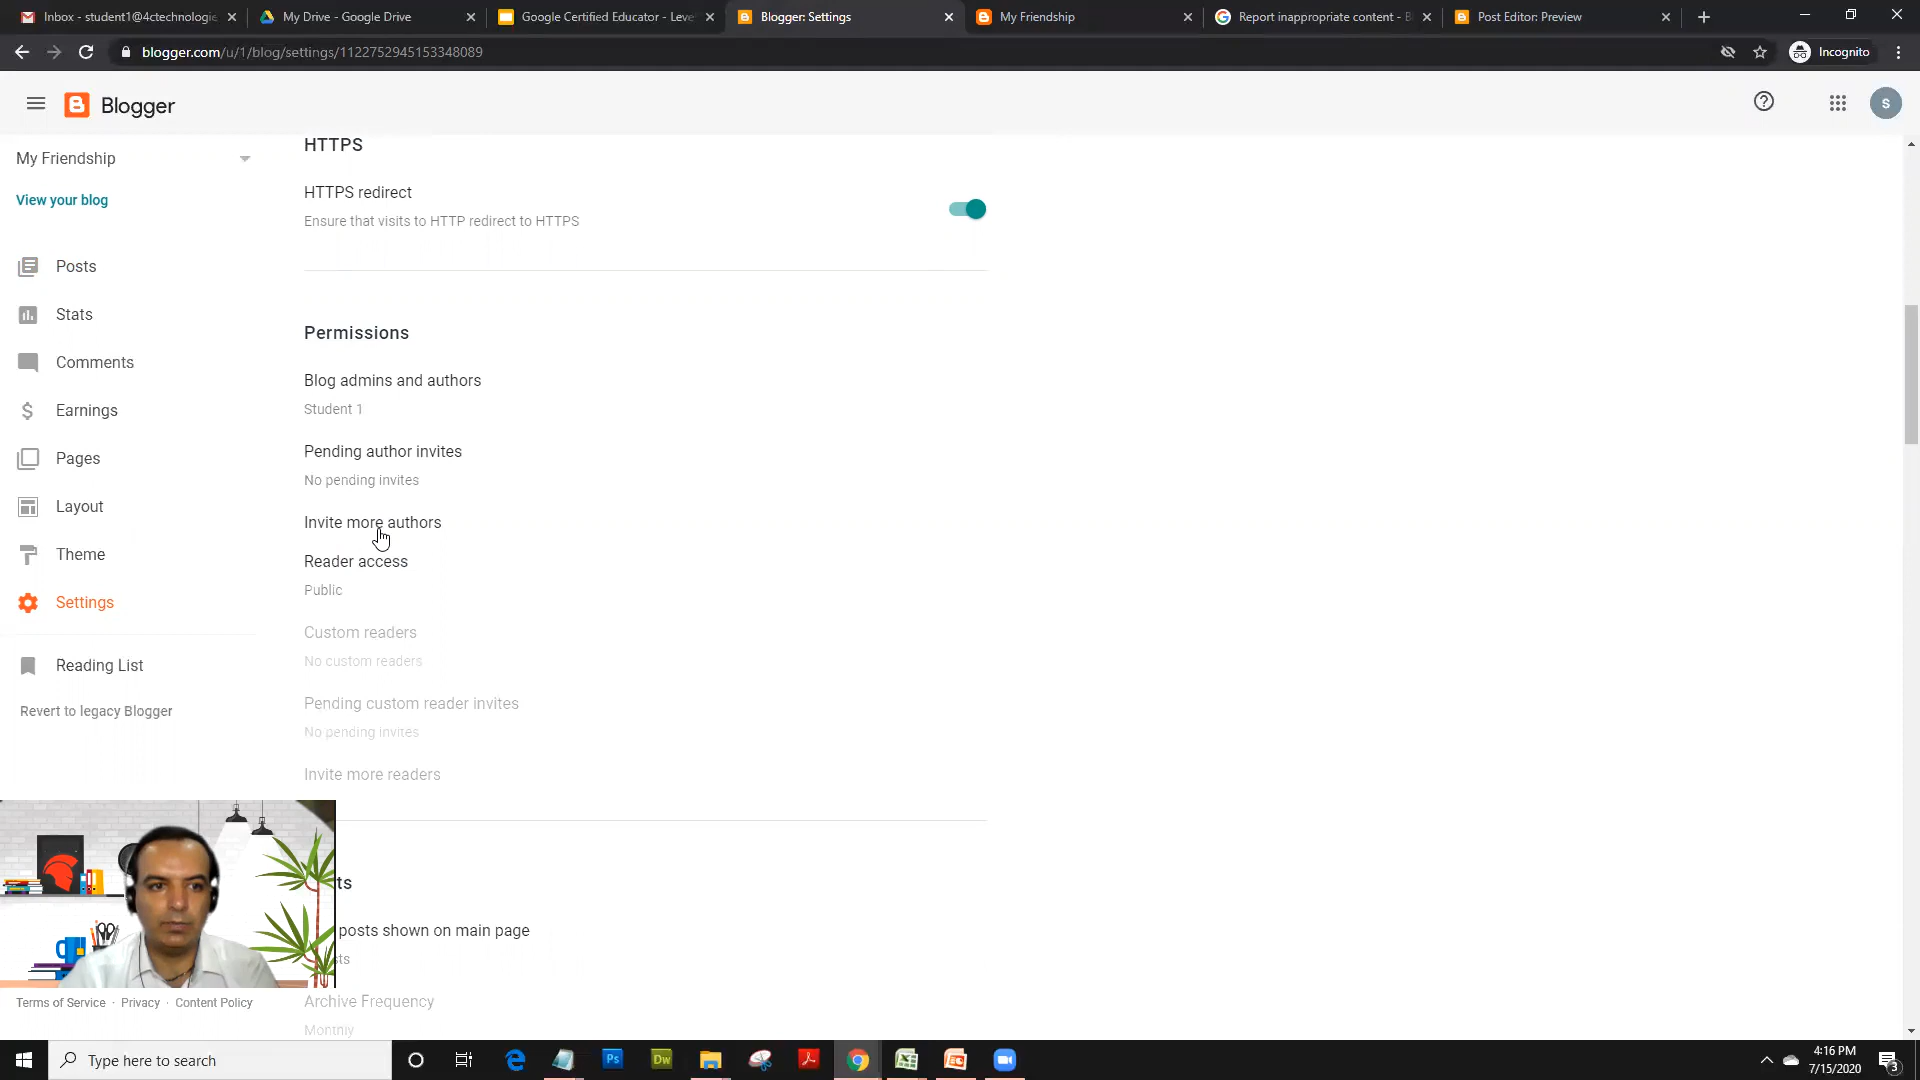 Inbox - student1@4ctechnologie
My Drive - Google Drive
Google Certified Educator - Leve
Blogger: Settings
My Friendship
Report inappropriate content - B
Post Editor: Preview
blogger.com/u/1/blog/settings/1122752945153348089
Incognito
Blogger
S
My Friendship
View your blog
Posts
Stats
Comments
Earnings
Pages
Layout
Theme
Settings
Reading List
Revert to legacy Blogger
HTTPS
HTTPS redirect
Ensure that visits to HTTP redirect to HTTPS
Permissions
Blog admins and authors
Student 1
Pending author invites
No pending invites
Invite more authors
Reader access
Public
Custom readers
No custom readers
Pending custom reader invites
No pending invites
Invite more readers
ts
posts shown on main page
sts
Archive Frequency
Monthly
Terms of Service · Privacy · Content Policy
Type here to search
Ps
Dw
4:16 PM
7/15/2020
3